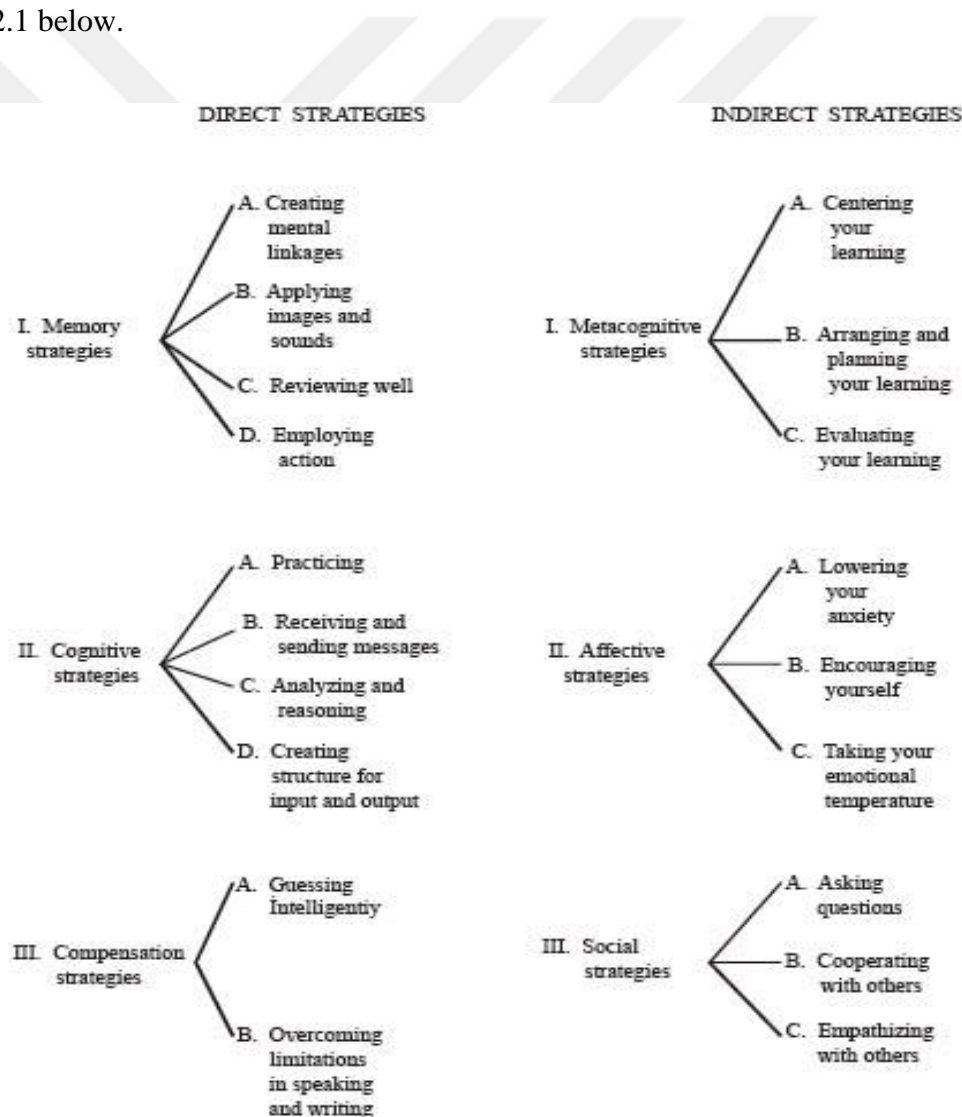 2.1 below.
DIRECT STRATEGIES
I. Memory
strategies
A. Creating
mental
linkages
B. Applying
images and
sounds
C. Reviewing well
D. Employing
action
II. Cognitive
strategies
A. Practicing
B. Receiving and
sending messages
C. Analyzing and
reasoning
D. Creating
structure for
input and output
III. Compensation
strategies
A. Guessing
İntelligentiy
B. Overcoming
limitations
in speaking
and writing
INDIRECT STRATEGIES
I. Metacognitive
strategies
A. Centering
your
learning
B. Arranging and
planning
your learning
C. Evaluating
your learning
II. Affective
strategies
A. Lowering
your
anxiety
B. Encouraging
yourself
C. Taking your
emotional
temperature
III. Social
strategies
A. Asking
questions
B. Cooperating
with others
C. Empathizing
with others